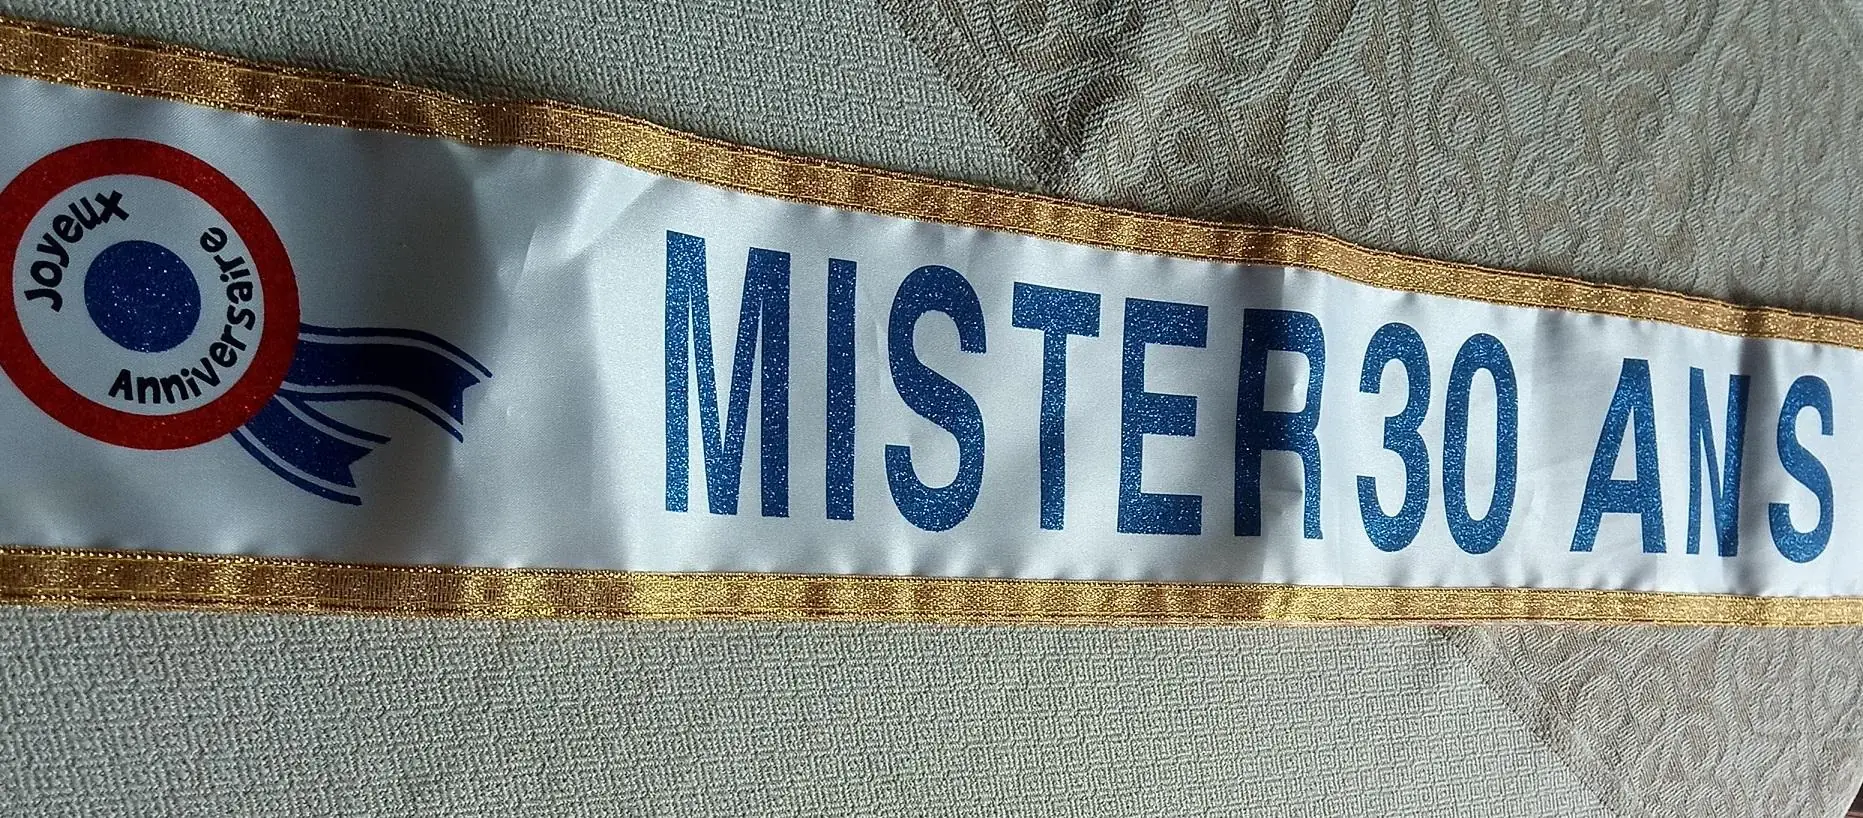 Joyeux
Anniversaire
MISTER 30 ANS